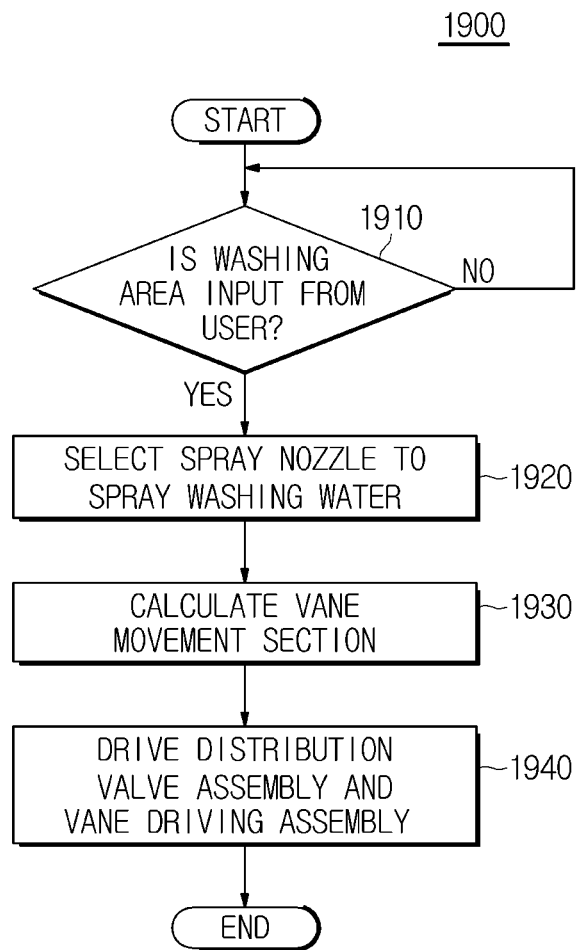 1900
START
1910
IS WASHING
AREA INPUT FROM
USER?
NO
YES
SELECT SPRAY NOZZLE TO
SPRAY WASHING WATER
1920
CALCULATE VANE
MOVEMENT SECTION
1930
DRIVE DISTRIBUTION
VALVE ASSEMBLY AND
VANE DRIVING ASSEMBLY
1940
END